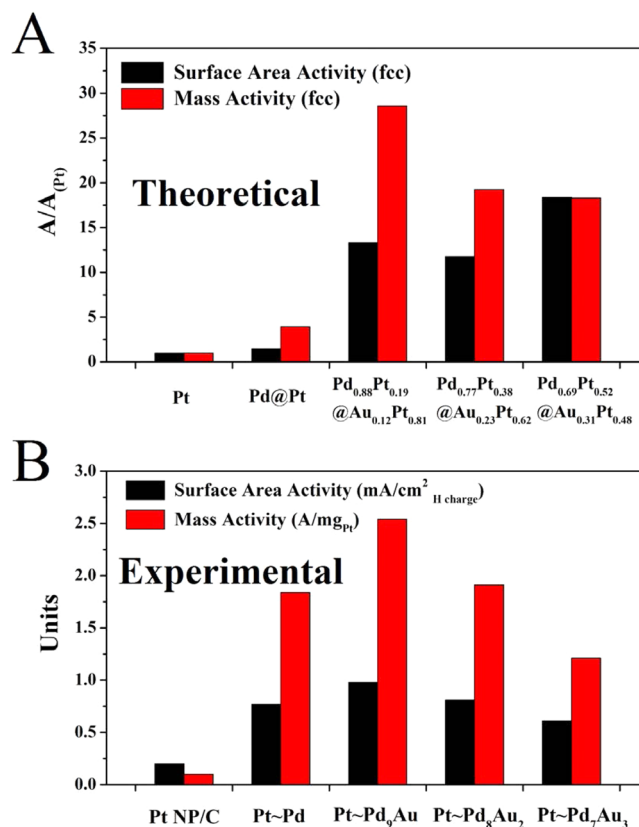 A
35
30
25
20
15
10
5
0
A/A(Pt)
Surface Area Activity (fcc)
Mass Activity (fcc)
Theoretical
Pt
Pd@Pt
Pd0.88Pt0.19
@Au0.12Pt0.81
Pd0.77Pt0.38
@Au0.23Pt0.62
Pd0.69Pt0.52
@Au0.31Pt0.48
B
3.0
2.5
2.0
1.5
1.0
0.5
0.0
Units
Surface Area Activity (mA/cm2 H charge)
Mass Activity (A/mgPt)
Experimental
Pt NP/C
Pt~Pd
Pt~Pd9Au
Pt~Pd8Au2
Pt~Pd7Au3